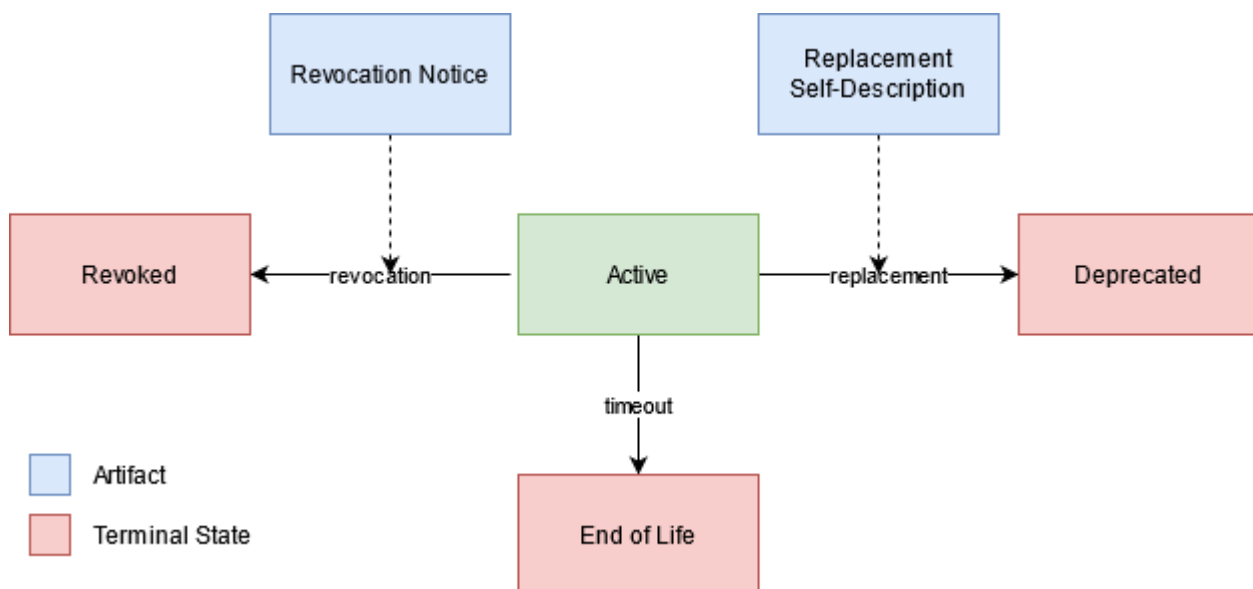 Revocation Notice
Replacement
Self-Description
Revoked
revocation
Active
replacement
Deprecated
timeout
Artifact
Terminal State
End of Life